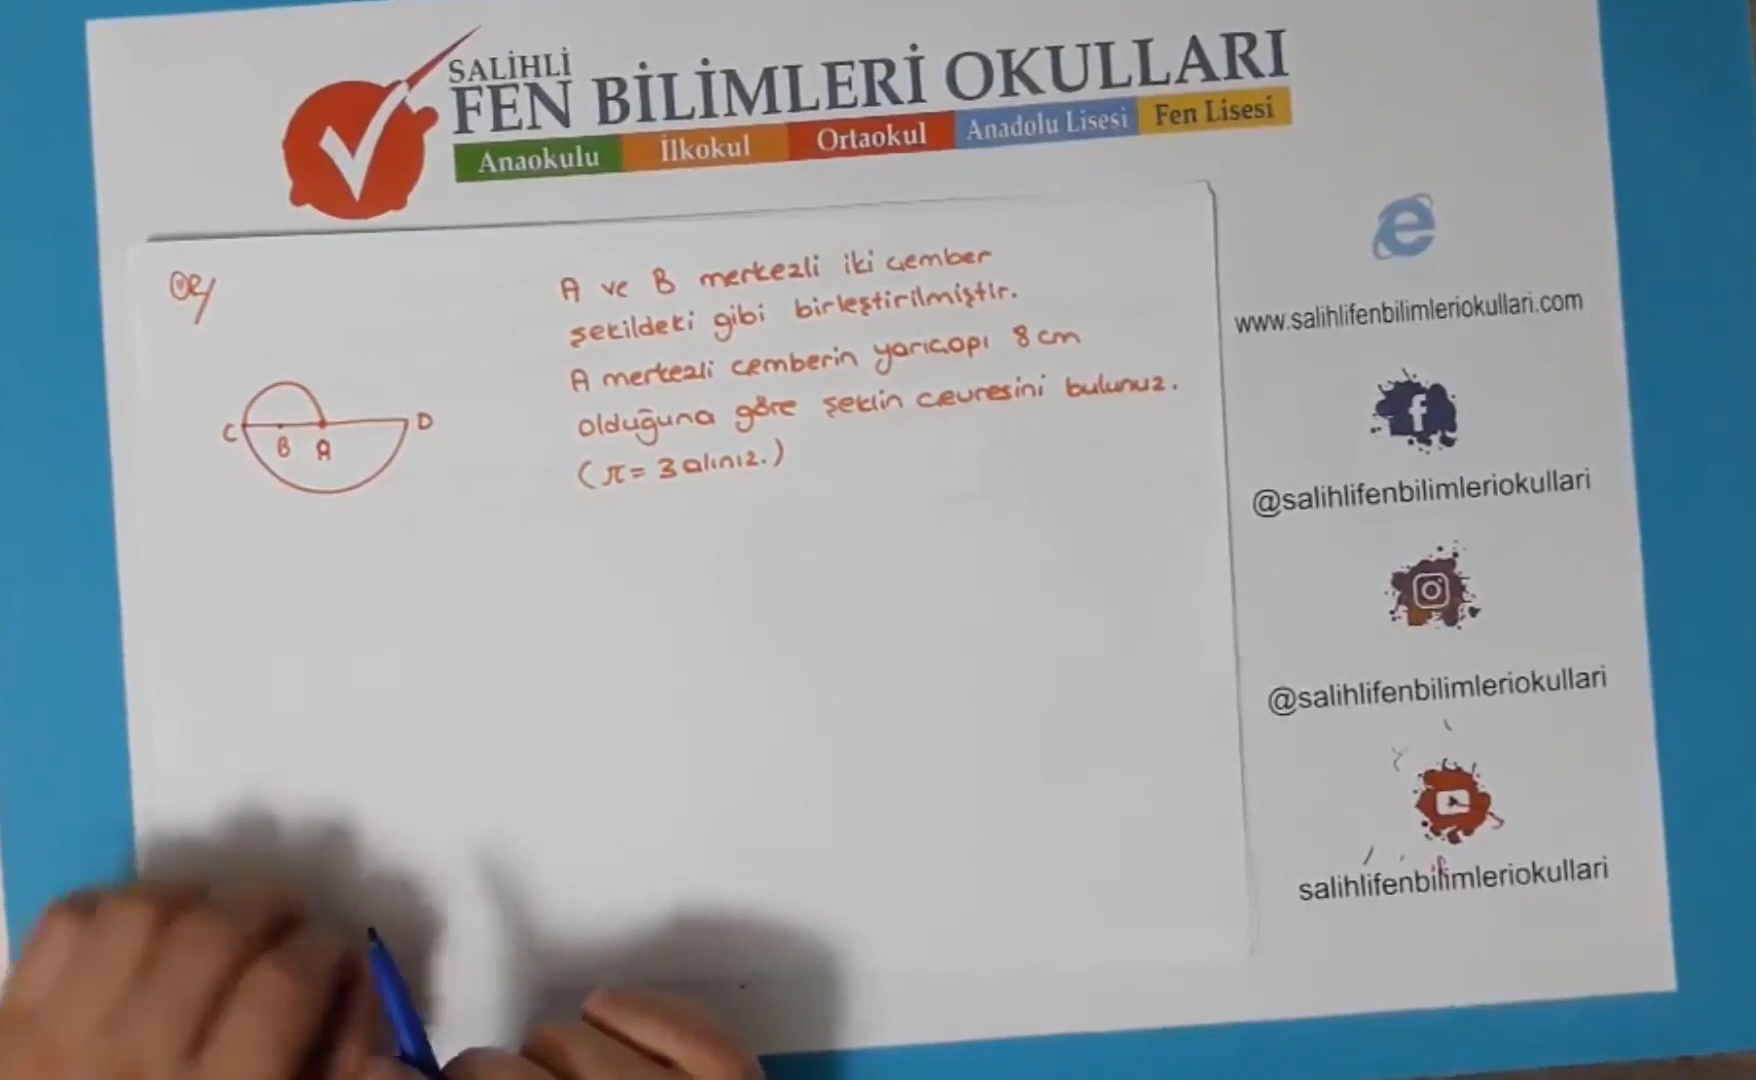 SALİHLİ
FEN BİLİMLERİ OKULLARI
Anaokulu İlkokul Ortaokul Anadolu Lisesi Fen Lisesi
A ve B merkezli iki çember
şekildeki gibi birleştirilmiştir.
A merkezli çemberin yarıçapı 8 cm
olduğuna göre şeklin çevresini bulunuz.
(π = 3 alınız.)
C B A D
www.salihlifenbilimleriokullari.com
@salihlifenbilimleriokullari
@salihlifenbilimleriokullari
salihlifenbilimleriokullari